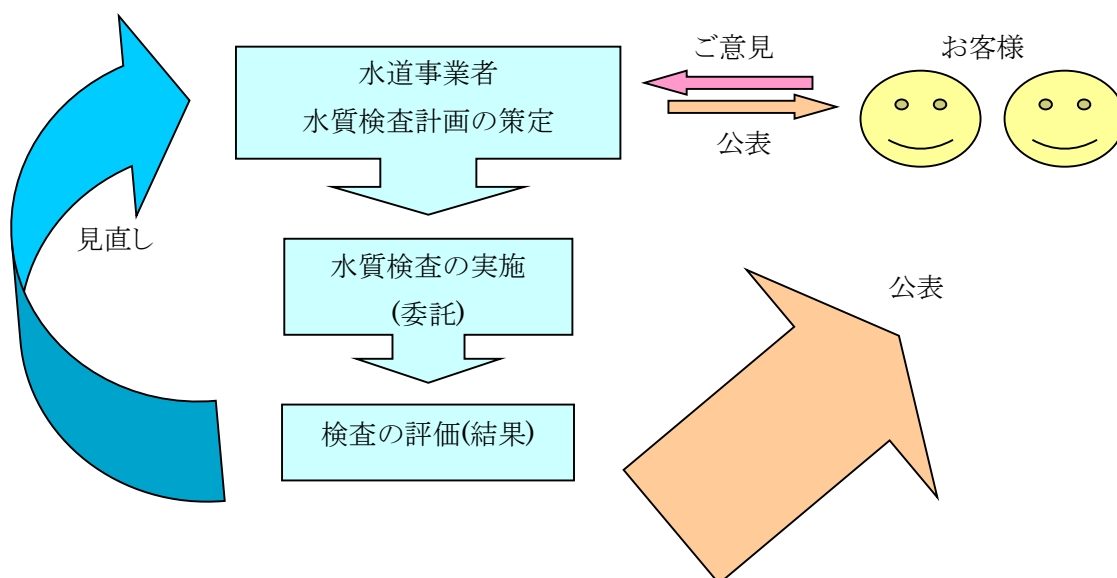 ご意見
お客様
水道事業者
水質検査計画の策定
公表
見直し
水質検査の実施
(委託)
公表
検査の評価(結果)